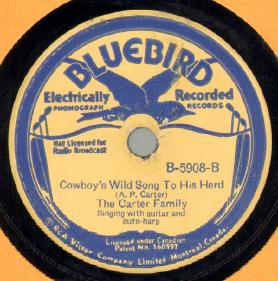 BLUEBIRD
Electrically Recorded
PHONOGRAPH RECORDS
Not Licensed for
Radio Broadcast
B-5908-B
Cowboy's Wild Song To His Herd
(A. P. Carter)
The Carter Family
Singing with guitar and
auto-harp
Licensed under Canadian
Patent No. 160997
© RCA Victor Company Limited Montreal, Canada.